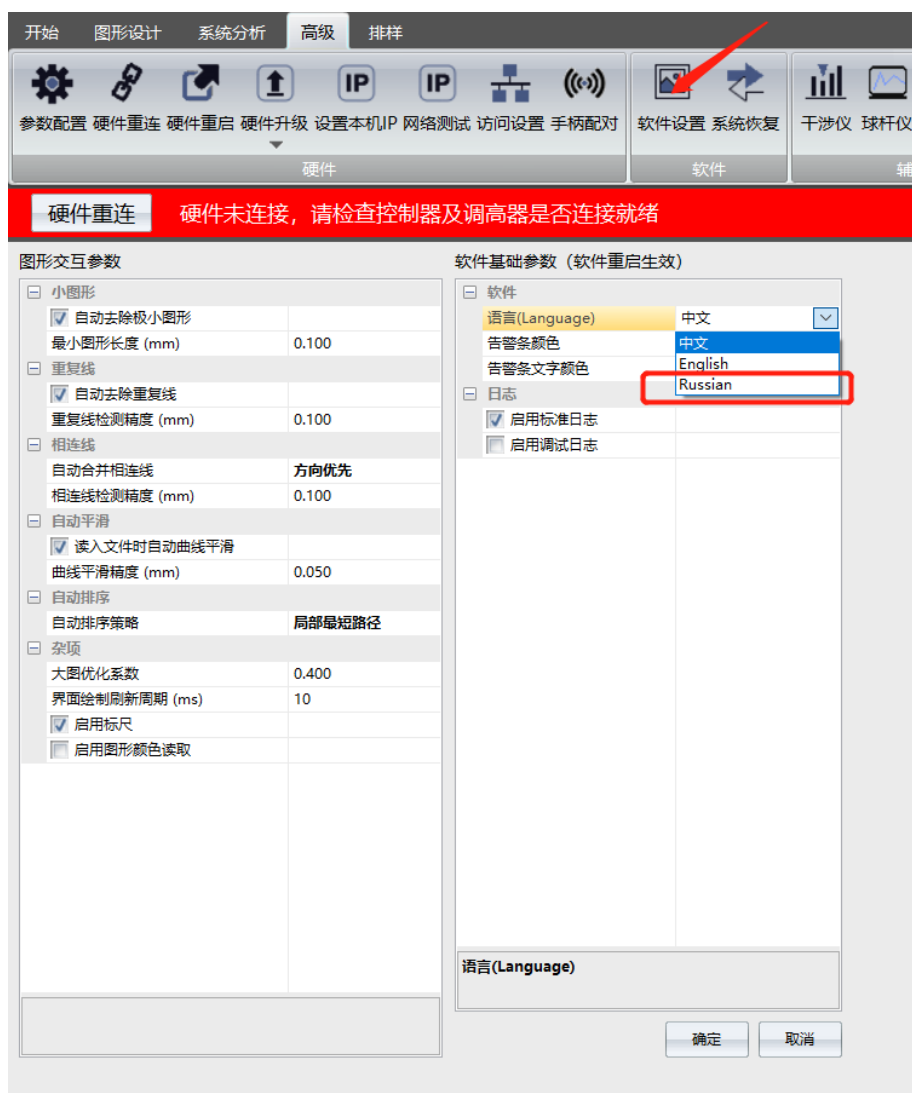 开始 图形设计 系统分析 高级 排样
参数配置 硬件重连 硬件重启 硬件升级 设置本机IP 网络测试 访问设置 手柄配对 软件设置 系统恢复 干涉仪 球杆仪
IP IP
硬件 软件 辅
硬件重连 硬件未连接，请检查控制器及调高器是否连接就绪
图形交互参数
小图形
自动去除极小图形
最小图形长度 (mm) 0.100
重复线
自动去除重复线
重复线检测精度 (mm) 0.100
相连线
自动合并相连线 方向优先
相连线检测精度 (mm) 0.100
自动平滑
读入文件时自动曲线平滑
曲线平滑精度 (mm) 0.050
自动排序
自动排序策略 局部最短路径
杂项
大图优化系数 0.400
界面绘制刷新周期 (ms) 10
启用标尺
启用图形颜色读取
软件基础参数（软件重启生效）
软件
语言(Language) 中文
告警条颜色
告警条文字颜色
中文
English
Russian
日志
启用标准日志
启用调试日志
语言(Language)
确定 取消